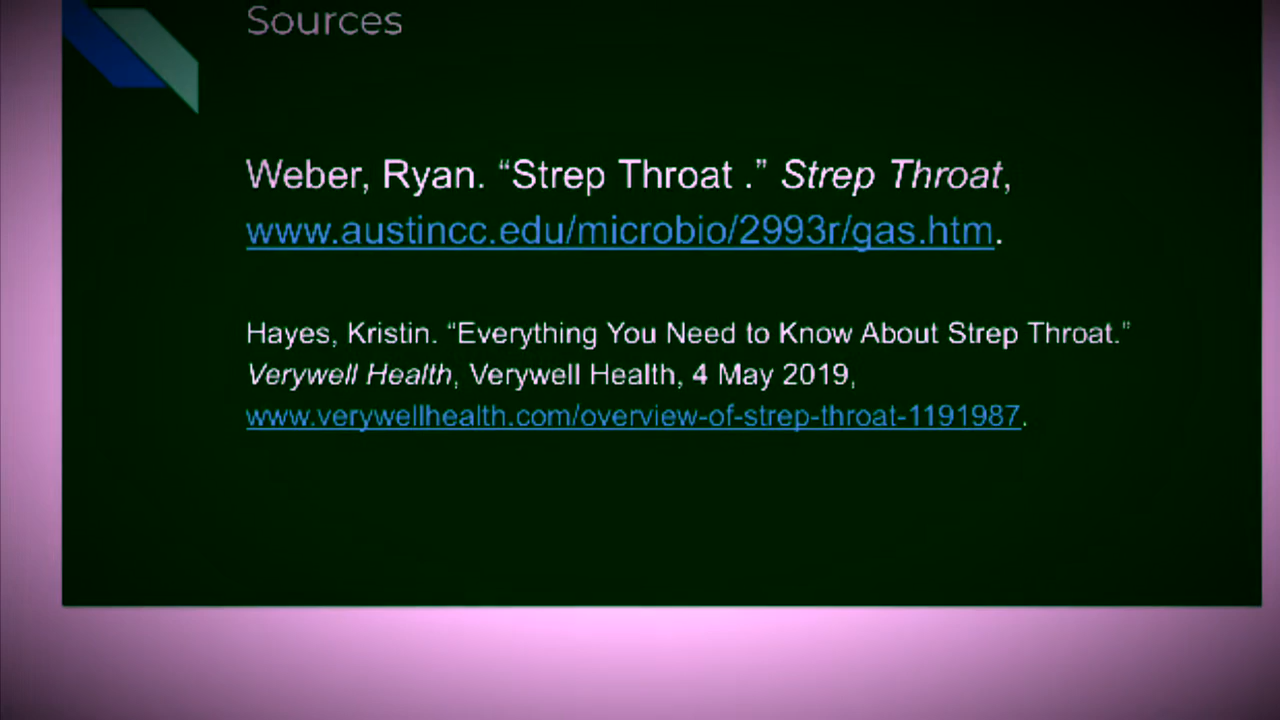 Sources
Weber, Ryan. “Strep Throat .” Strep Throat,
www.austincc.edu/microbio/2993r/gas.htm.
Hayes, Kristin. “Everything You Need to Know About Strep Throat.”
Verywell Health, Verywell Health, 4 May 2019,
www.verywellhealth.com/overview-of-strep-throat-1191987.